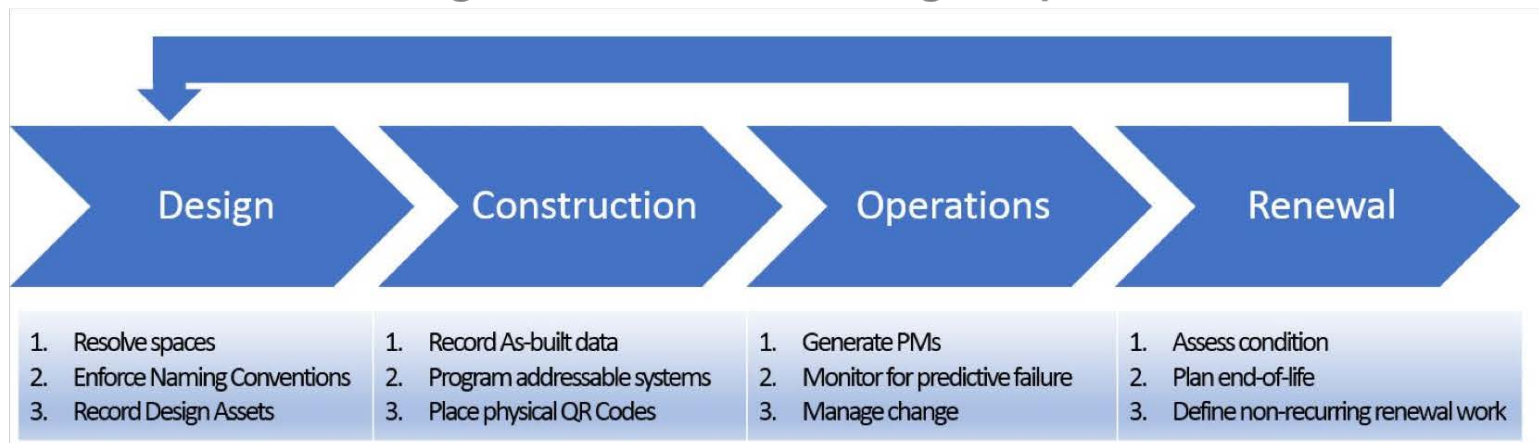 Design
Construction
Operations
Renewal
1. Resolve spaces
2. Enforce Naming Conventions
3. Record Design Assets
1. Record As-built data
2. Program addressable systems
3. Place physical QR Codes
1. Generate PMs
2. Monitor for predictive failure
3. Manage change
1. Assess condition
2. Plan end-of-life
3. Define non-recurring renewal work